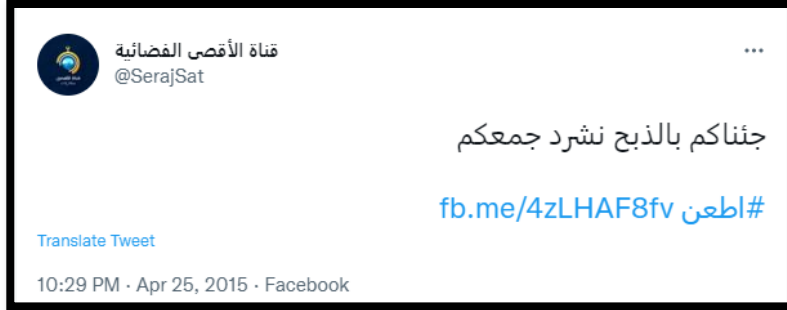 قناة الأقصى الفضائية
@SerajSat
جئناكم بالذبح نشرد جمعكم
#اطعن fb.me/4zLHAF8fv
Translate Tweet
10:29 PM · Apr 25, 2015 · Facebook